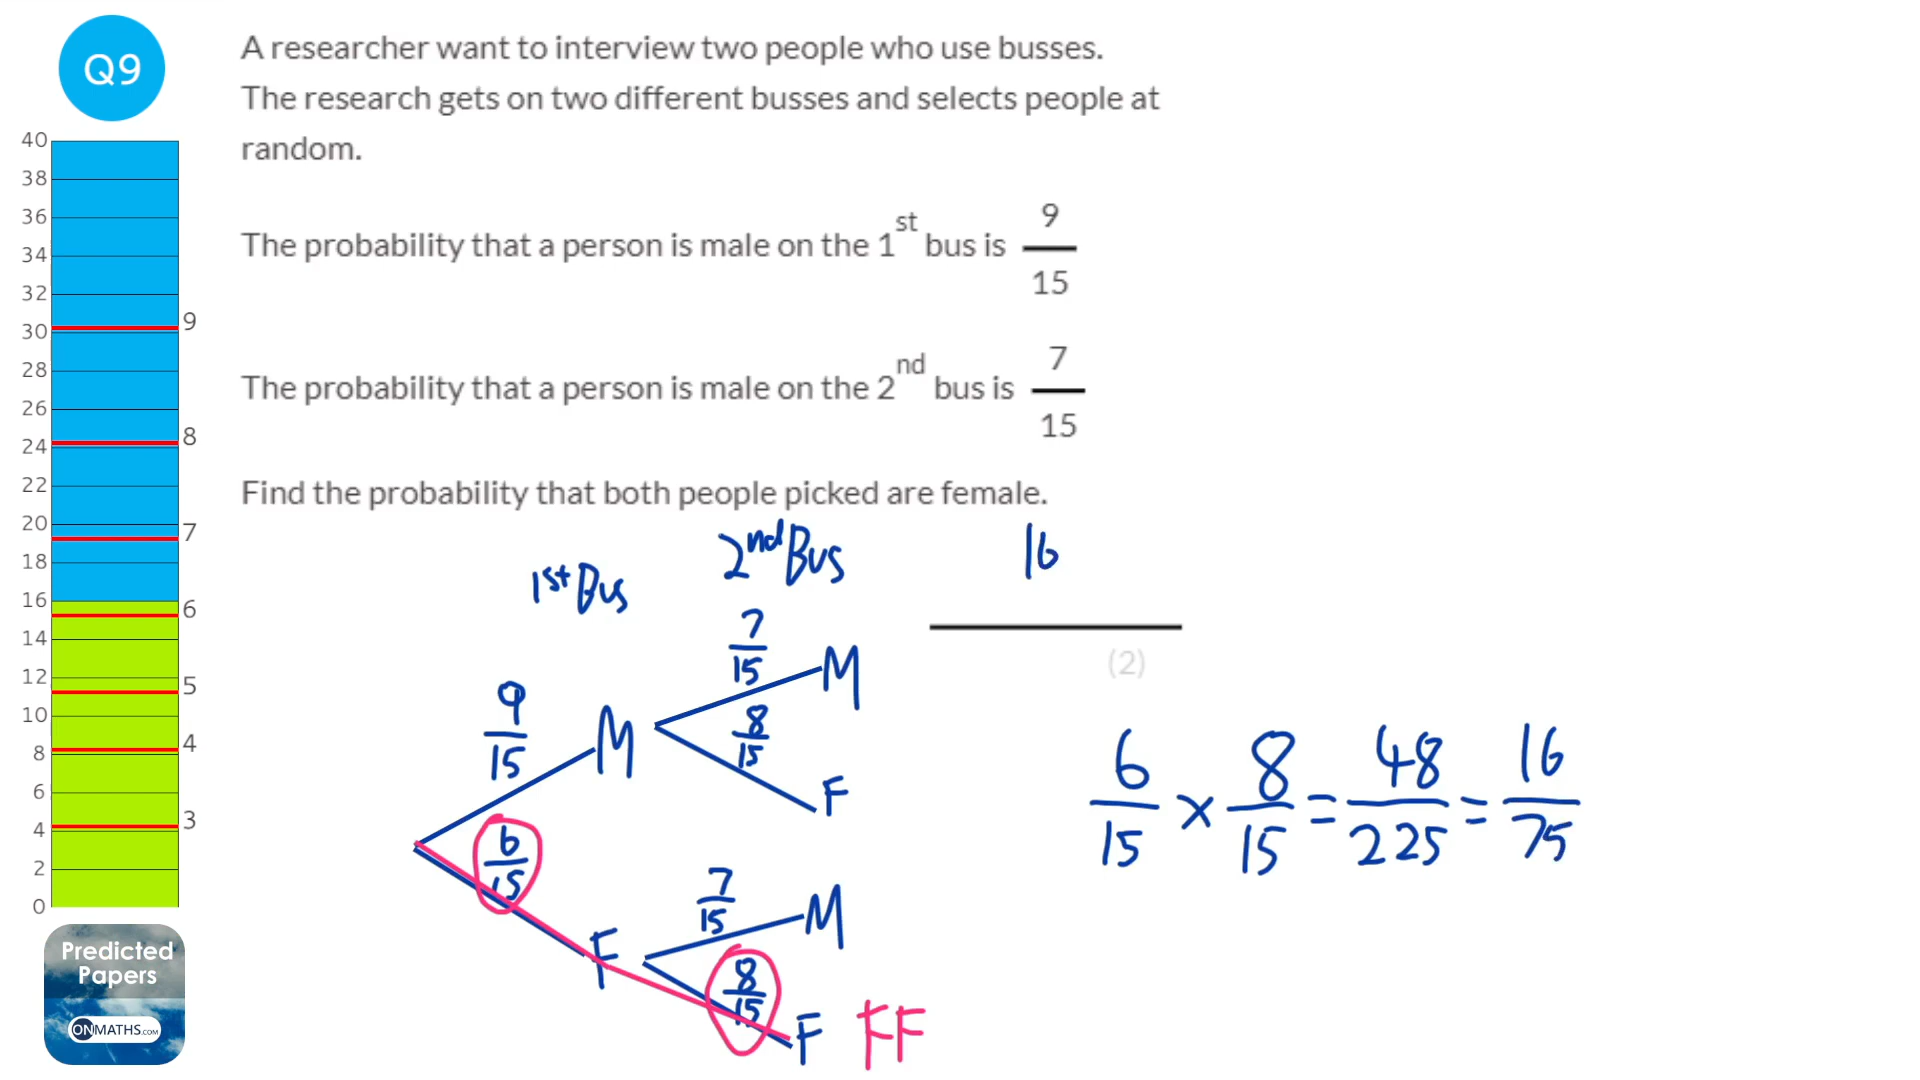 Q9
A researcher want to interview two people who use busses.
The research gets on two different busses and selects people at
random.
The probability that a person is male on the 1st bus is 9/15
The probability that a person is male on the 2nd bus is 7/15
Find the probability that both people picked are female.
16
(2)
40
38
36
34
32
30
28
26
24
22
20
18
16
14
12
10
8
6
4
2
0
9
8
7
6
5
4
3
1st Bus
2nd Bus
9/15
M
7/15
M
8/15
F
6/15
F
7/15
M
8/15
F
FF
6/15 × 8/15 = 48/225 = 16/75
Predicted
Papers
ONMATHS.COM